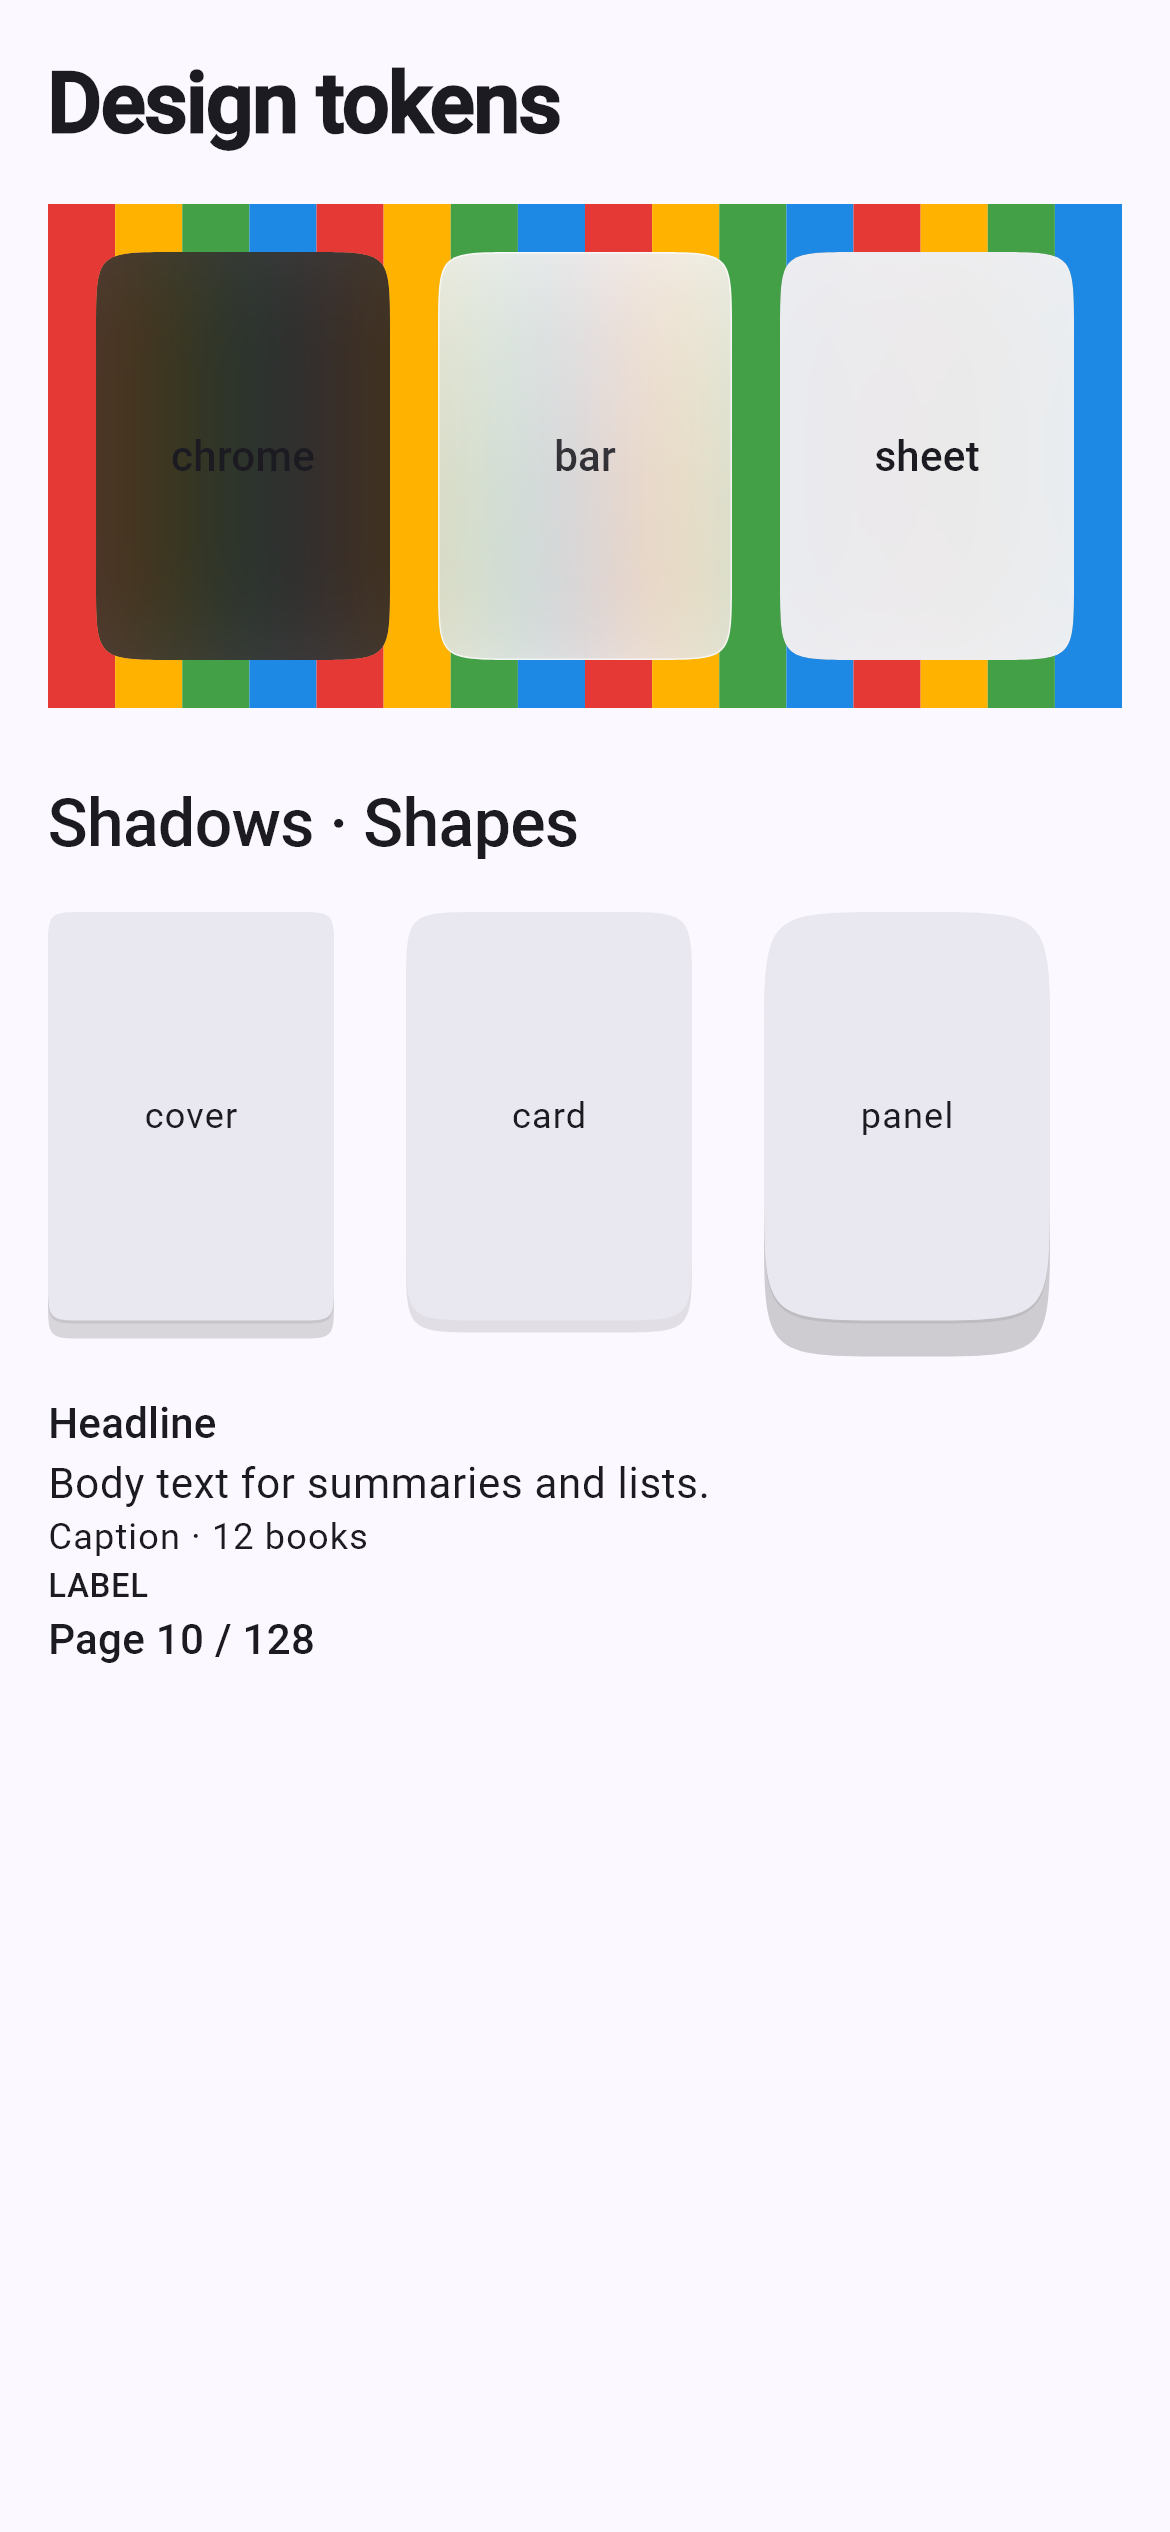 Design tokens
chrome bar sheet
Shadows · Shapes
cover card panel
Headline
Body text for summaries and lists.
Caption · 12 books
LABEL
Page 10 / 128